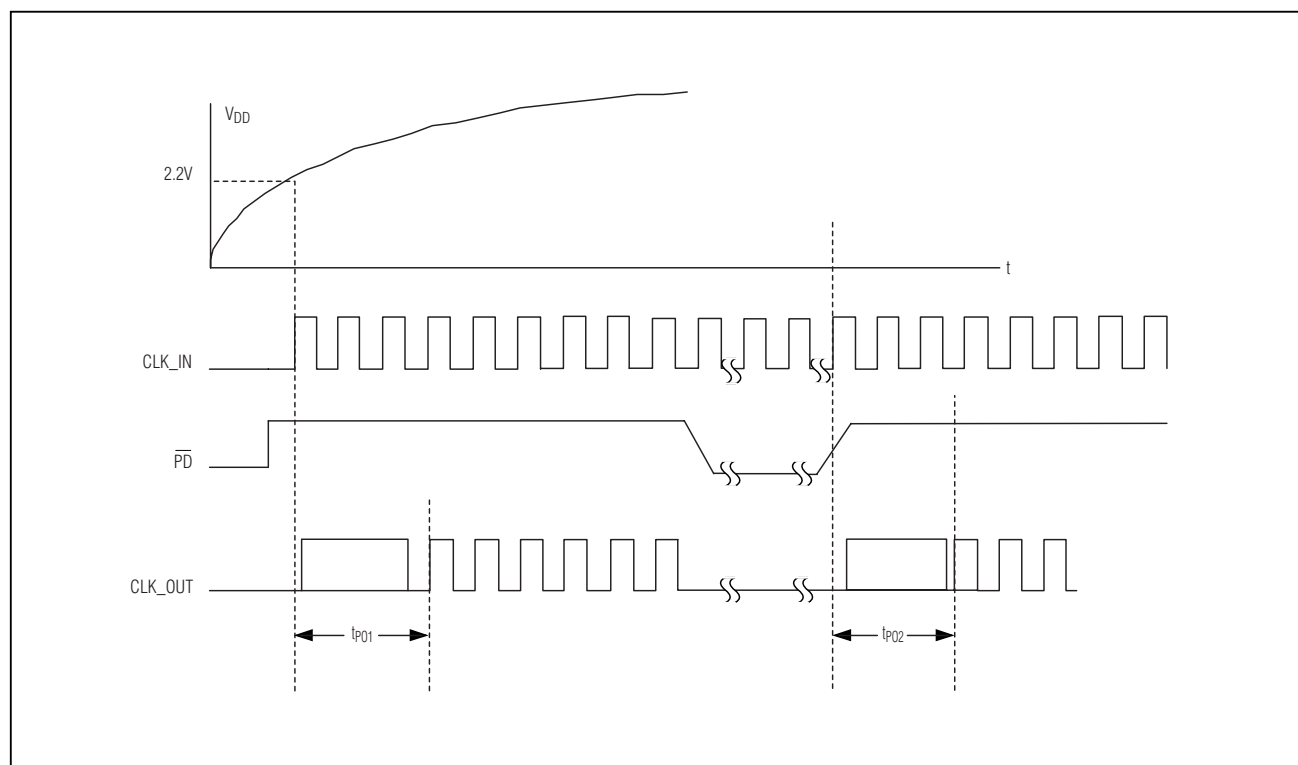 VDD
2.2V
t
CLK_IN
PD
CLK_OUT
tPO1
tPO2